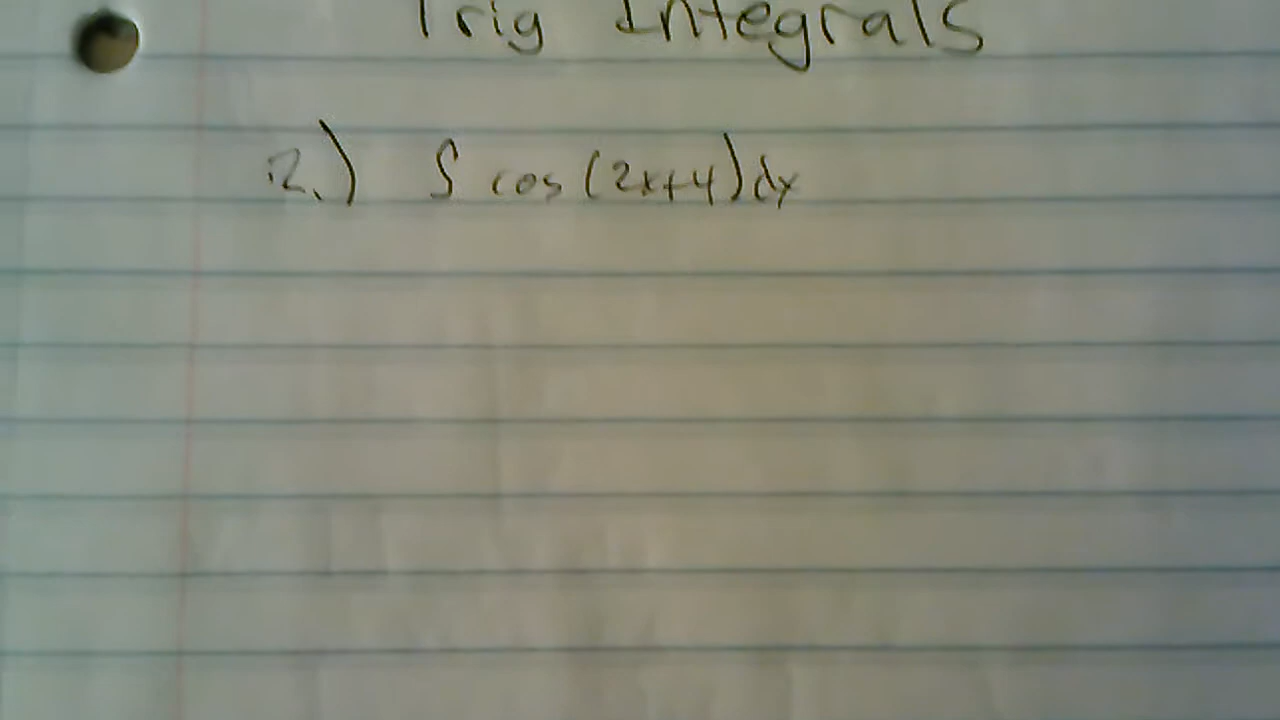 Trig Integrals
2.) ∫ cos (2x+4)dx